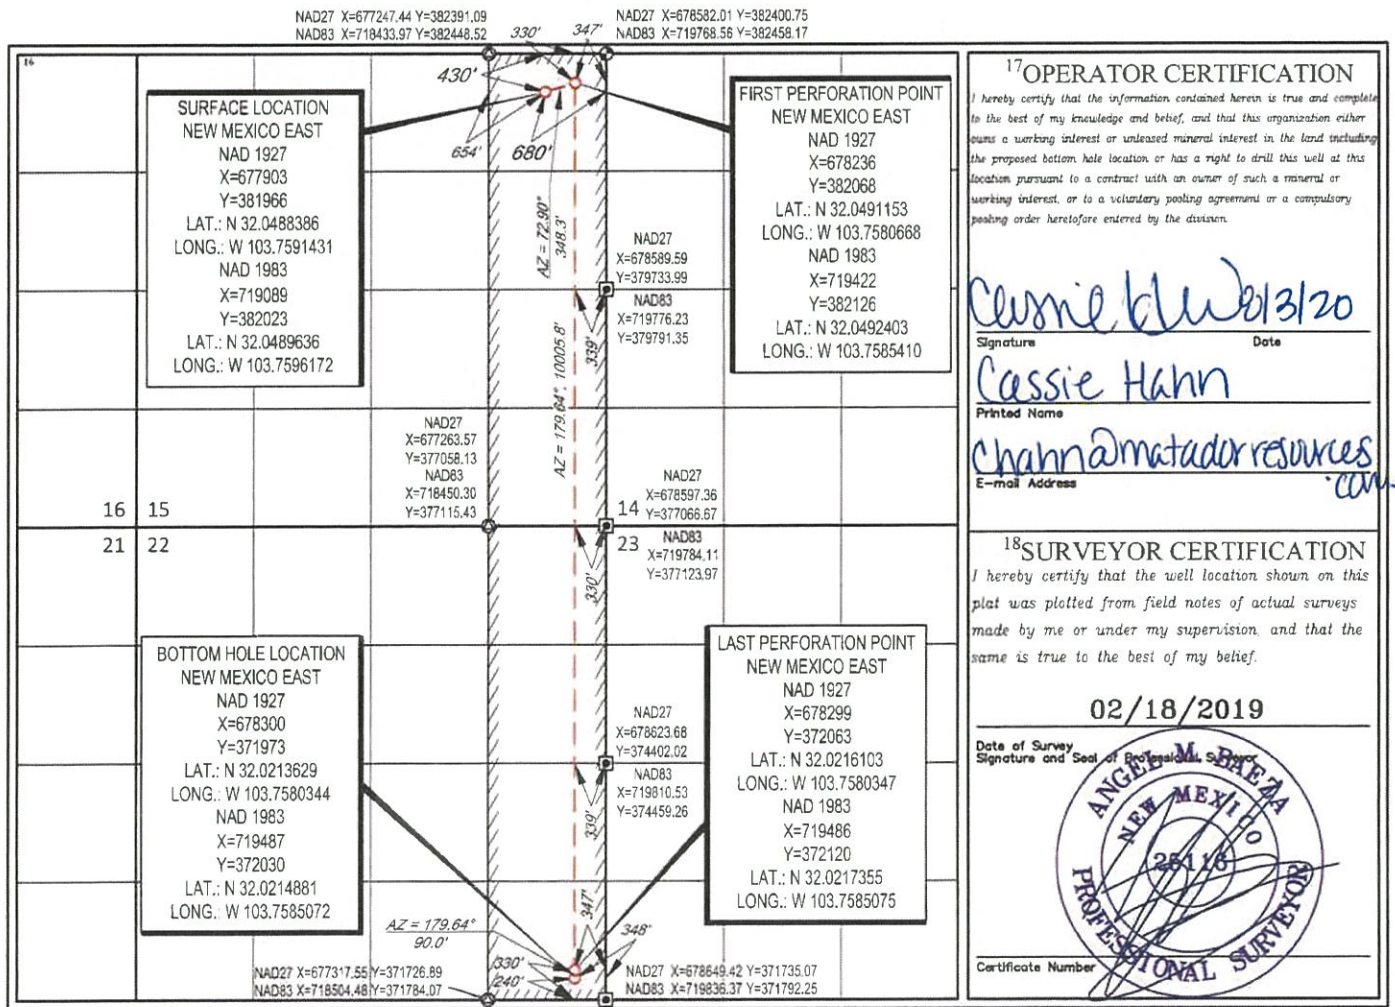 NAD27 X=677247.44 Y=382391.09
NAD83 X=718433.97 Y=382448.52
330'
347'
NAD27 X=678582.01 Y=382400.75
NAD83 X=719768.56 Y=382458.17
16
430'
654'
680'
SURFACE LOCATION
NEW MEXICO EAST
NAD 1927
X=677903
Y=381966
LAT.: N 32.0488386
LONG.: W 103.7591431
NAD 1983
X=719089
Y=382023
LAT.: N 32.0489636
LONG.: W 103.7596172
AZ = 72.90°
348.3'
FIRST PERFORATION POINT
NEW MEXICO EAST
NAD 1927
X=678236
Y=382068
LAT.: N 32.0491153
LONG.: W 103.7580668
NAD 1983
X=719422
Y=382126
LAT.: N 32.0492403
LONG.: W 103.7585410
NAD27
X=678589.59
Y=379733.99
NAD83
X=719776.23
Y=379791.35
339'
AZ = 179.64°, 10005.8'
NAD27
X=677263.57
Y=377058.13
NAD83
X=718450.30
Y=377115.43
NAD27
X=678597.36
Y=377066.67
NAD83
X=719784.11
Y=377123.97
16 15
14
21 22
23
330'
BOTTOM HOLE LOCATION
NEW MEXICO EAST
NAD 1927
X=678300
Y=371973
LAT.: N 32.0213629
LONG.: W 103.7580344
NAD 1983
X=719487
Y=372030
LAT.: N 32.0214881
LONG.: W 103.7585072
NAD27
X=678623.68
Y=374402.02
NAD83
X=719810.53
Y=374459.26
339'
LAST PERFORATION POINT
NEW MEXICO EAST
NAD 1927
X=678299
Y=372063
LAT.: N 32.0216103
LONG.: W 103.7580347
NAD 1983
X=719486
Y=372120
LAT.: N 32.0217355
LONG.: W 103.7585075
AZ = 179.64°
90.0'
347'
348'
330'
240'
NAD27 X=677317.55 Y=371726.89
NAD83 X=718504.48 Y=371784.07
NAD27 X=678649.42 Y=371735.07
NAD83 X=719836.37 Y=371792.25
17 OPERATOR CERTIFICATION
I hereby certify that the information contained herein is true and complete
to the best of my knowledge and belief, and that this organization either
owns a working interest or unleased mineral interest in the land including
the proposed bottom hole location or has a right to drill this well at this
location pursuant to a contract with an owner of such a mineral or
working interest, or to a voluntary pooling agreement or a compulsory
pooling order heretofore entered by the division.
8/3/20
Signature Date
Cassie Hahn
Printed Name
chahn@matadorresources
.com
E-mail Address
18 SURVEYOR CERTIFICATION
I hereby certify that the well location shown on this
plat was plotted from field notes of actual surveys
made by me or under my supervision, and that the
same is true to the best of my belief.
02/18/2019
Date of Survey
Signature and Seal of Professional Surveyor
ANGEL M. BAEZA
NEW MEXICO
25116
PROFESSIONAL SURVEYOR
Certificate Number